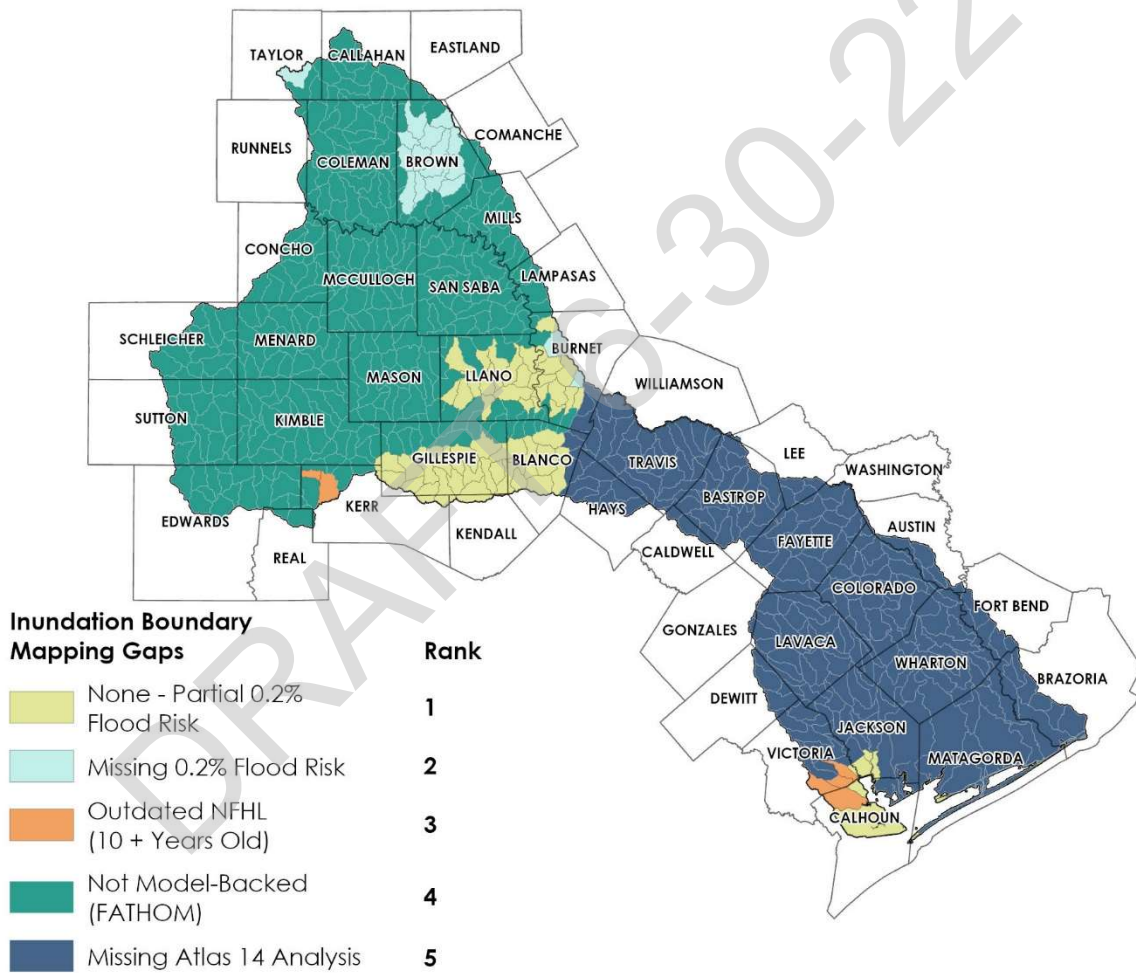 TAYLOR
CALLAHAN
EASTLAND
RUNNELS
COLEMAN
BROWN
COMANCHE
MILLS
CONCHO
MCCULLOCH
SAN SABA
LAMPASAS
SCHLEICHER
MENARD
MASON
LLANO
BURNET
WILLIAMSON
SUTTON
KIMBLE
GILLESPIE
BLANCO
TRAVIS
LEE
WASHINGTON
BASTROP
EDWARDS
KERR
HAYS
AUSTIN
REAL
KENDALL
CALDWELL
FAYETTE
COLORADO
FORT BEND
GONZALES
LAVACA
WHARTON
BRAZORIA
DEWITT
JACKSON
VICTORIA
MATAGORDA
CALHOUN
Inundation Boundary
Mapping Gaps Rank
None - Partial 0.2%
Flood Risk 1
Missing 0.2% Flood Risk 2
Outdated NFHL
(10 + Years Old) 3
Not Model-Backed
(FATHOM) 4
Missing Atlas 14 Analysis 5
DRAFT 6-30-22